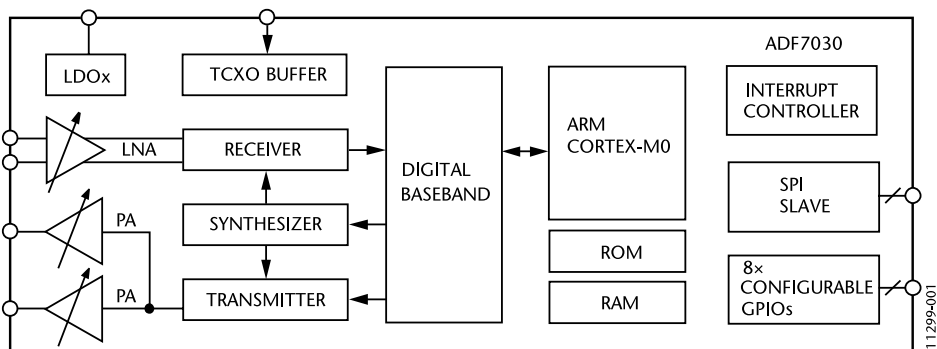 ADF7030
LDOx
TCXO BUFFER
INTERRUPT
CONTROLLER
LNA
RECEIVER
DIGITAL
BASEBAND
ARM
CORTEX-M0
SPI
SLAVE
PA
SYNTHESIZER
ROM
8×
CONFIGURABLE
GPIOs
PA
TRANSMITTER
RAM
11299-001